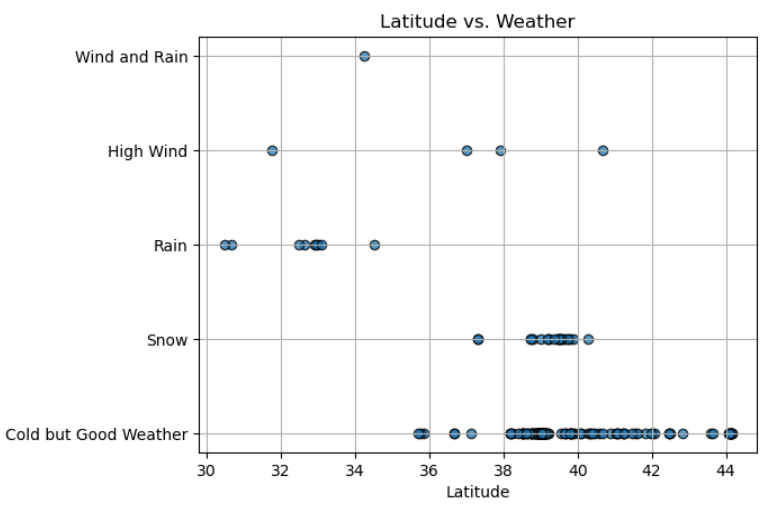 Latitude vs. Weather
Wind and Rain
High Wind
Rain
Snow
Cold but Good Weather
30 32 34 36 38 40 42 44
Latitude